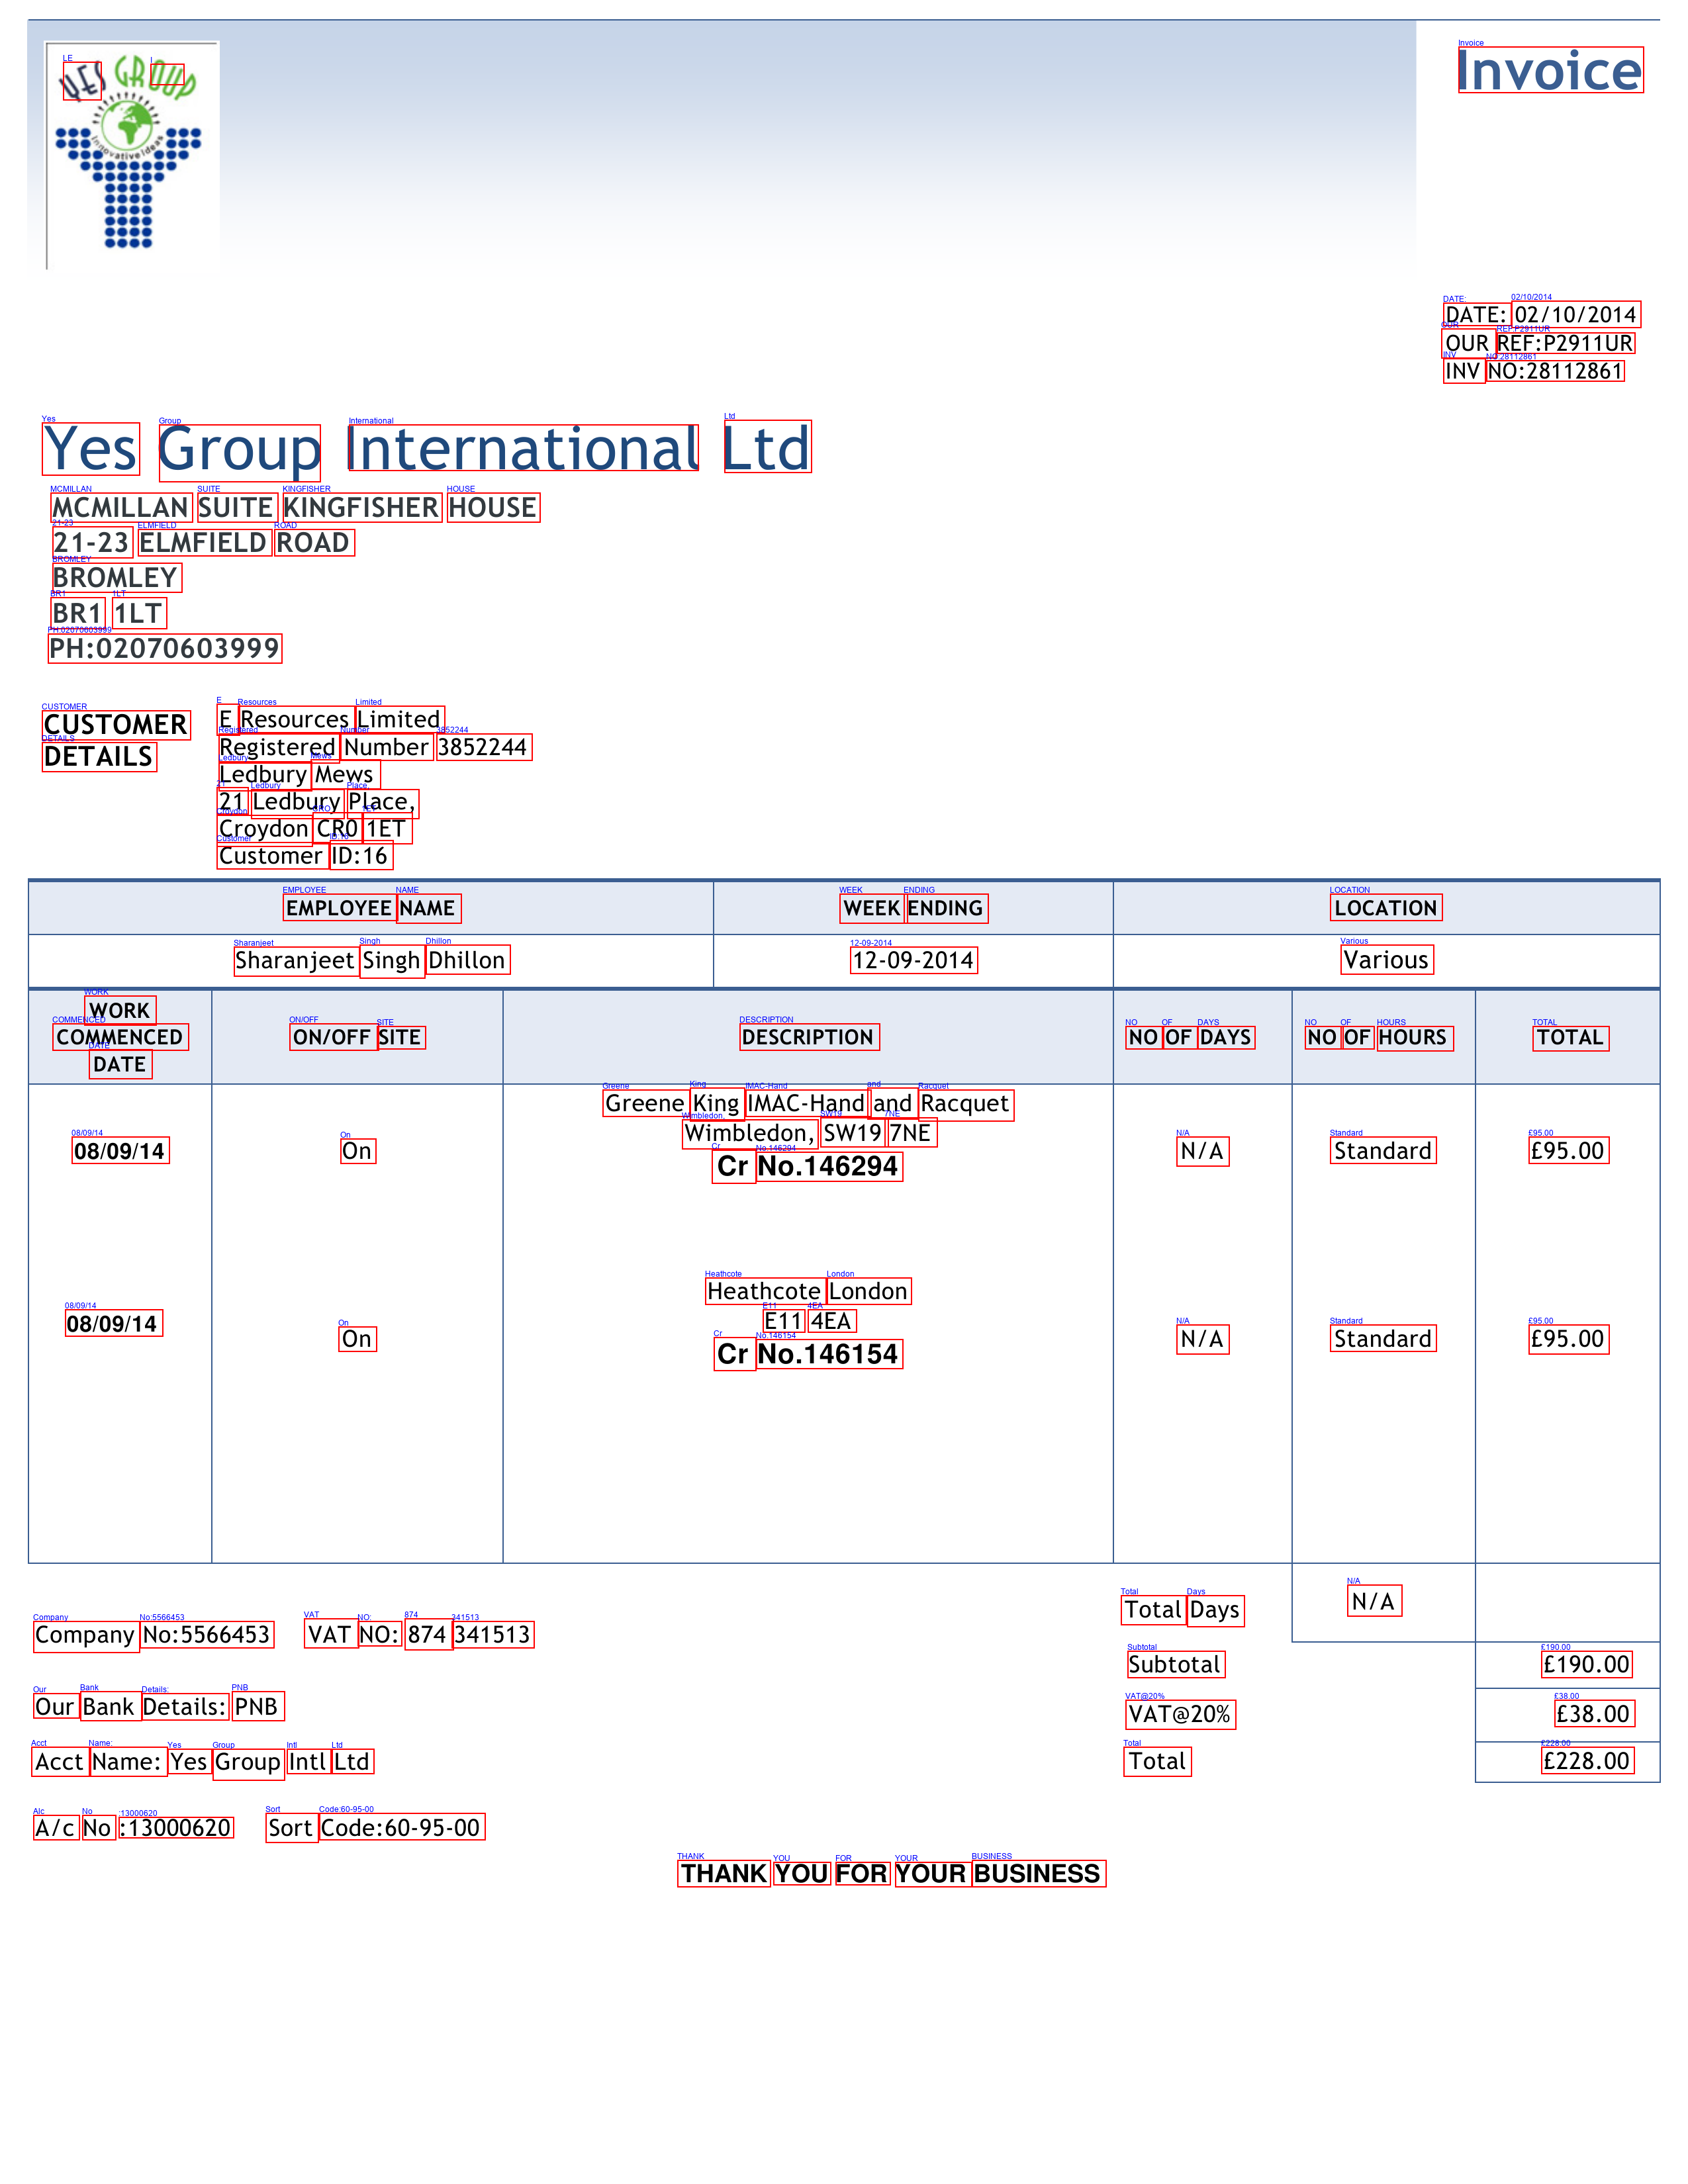 YES GROUP
Innovative Ideas
Invoice
DATE: 02/10/2014
OUR REF:P2911UR
INV NO:28112861
Yes Group International Ltd
MCMILLAN SUITE KINGFISHER HOUSE
21-23 ELMFIELD ROAD
BROMLEY
BR1 1LT
PH:02070603999
CUSTOMER DETAILS
E Resources Limited
Registered Number 3852244
Ledbury Mews
21 Ledbury Place,
Croydon CR0 1ET
Customer ID:16
EMPLOYEE NAME WEEK ENDING LOCATION
Sharanjeet Singh Dhillon 12-09-2014 Various
WORK COMMENCED DATE ON/OFF SITE DESCRIPTION NO OF DAYS NO OF HOURS TOTAL
Greene King IMAC-Hand and Racquet
Wimbledon, SW19 7NE
08/09/14 On Cr No.146294 N/A Standard £95.00
Heathcote London
E11 4EA
08/09/14 On Cr No.146154 N/A Standard £95.00
Total Days N/A
Company No:5566453 VAT NO: 874 341513
Subtotal £190.00
Our Bank Details: PNB
VAT@20% £38.00
Acct Name: Yes Group Intl Ltd
Total £228.00
A/c No :13000620 Sort Code:60-95-00
THANK YOU FOR YOUR BUSINESS